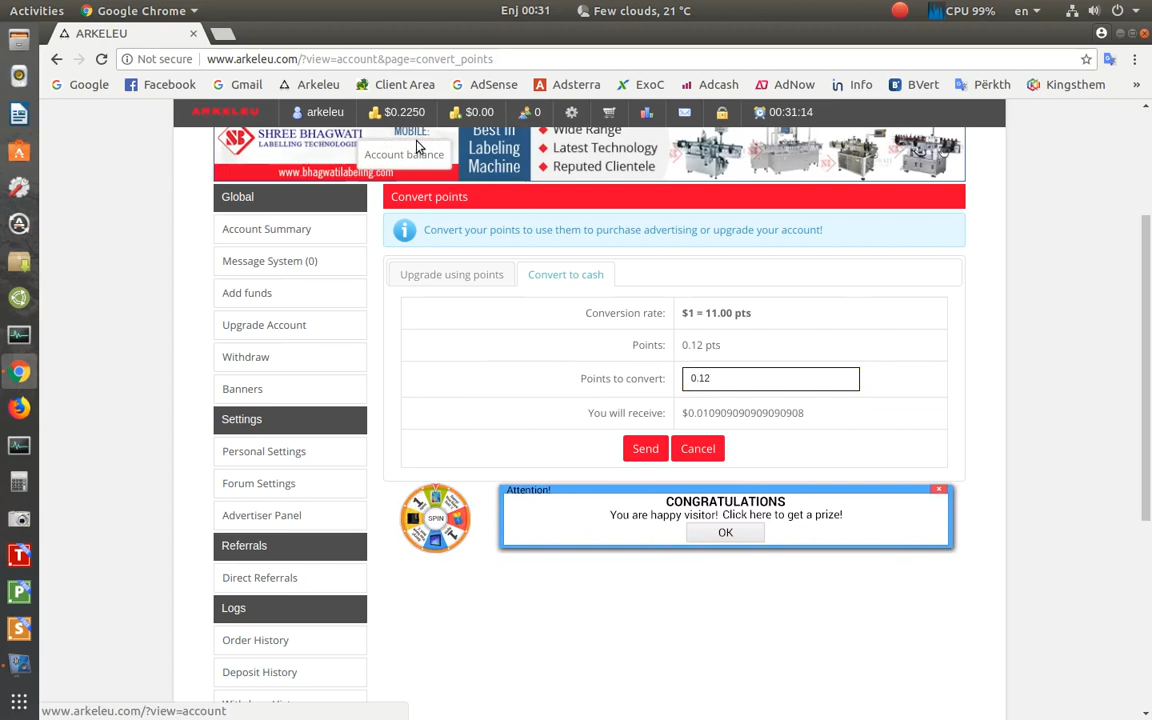 Activities
Google Chrome
Enj 00:31
Few clouds, 21 °C
CPU 99%
en
ARKELEU
Not secure
www.arkeleu.com/?view=account&page=convert_points
Google
Facebook
Gmail
Arkeleu
Client Area
AdSense
Adsterra
ExoC
Adcash
AdNow
Info
BVert
Përkth
Kingsthem
ARKELEU
arkeleu
$0.2250
$0.00
0
00:31:14
SB
SHREE BHAGWATI
LABELLING TECHNOLOGIES
www.bhagwatilabeling.com
MOBILE:
Account balance
Best in
Labeling
Machine
Wide Range
Latest Technology
Reputed Clientele
Global
Account Summary
Message System (0)
Add funds
Upgrade Account
Withdraw
Banners
Settings
Personal Settings
Forum Settings
Advertiser Panel
Referrals
Direct Referrals
Logs
Order History
Deposit History
Convert points
Convert your points to use them to purchase advertising or upgrade your account!
Upgrade using points
Convert to cash
Conversion rate: $1 = 11.00 pts
Points: 0.12 pts
Points to convert: 0.12
You will receive: $0.010909090909090908
Send
Cancel
SPIN
Attention!
CONGRATULATIONS
You are happy visitor! Click here to get a prize!
OK
www.arkeleu.com/?view=account